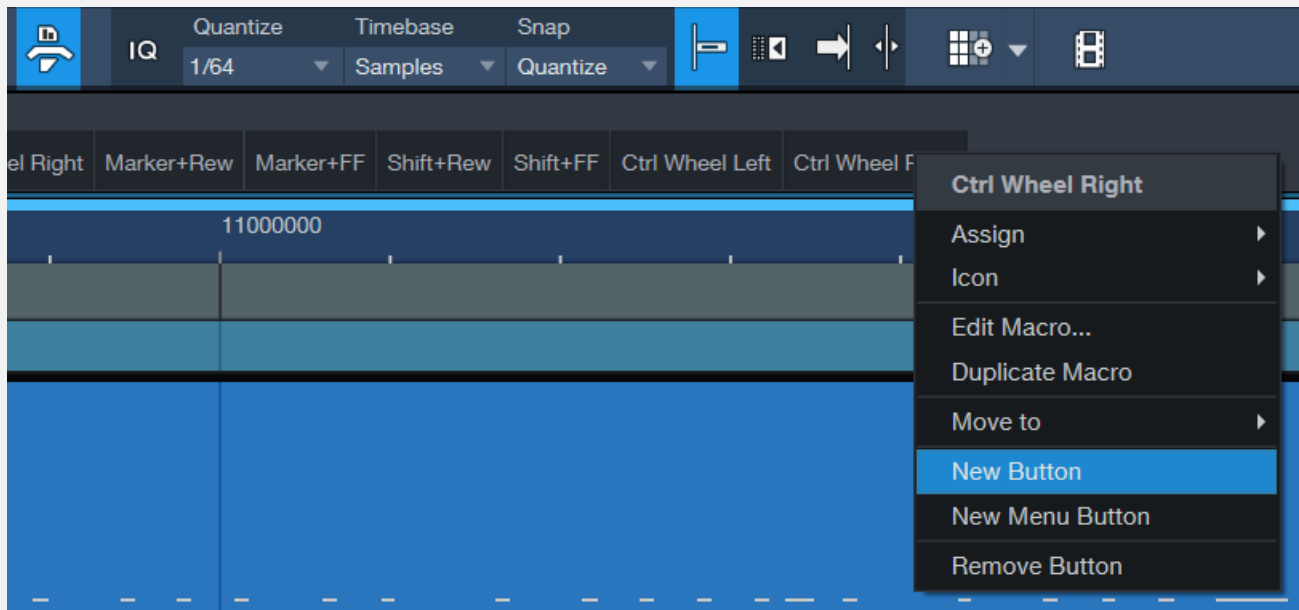 Quantize Timebase Snap
IQ 1/64 Samples Quantize
el Right Marker+Rew Marker+FF Shift+Rew Shift+FF Ctrl Wheel Left Ctrl Wheel
Ctrl Wheel Right
11000000
Assign
Icon
Edit Macro...
Duplicate Macro
Move to
New Button
New Menu Button
Remove Button